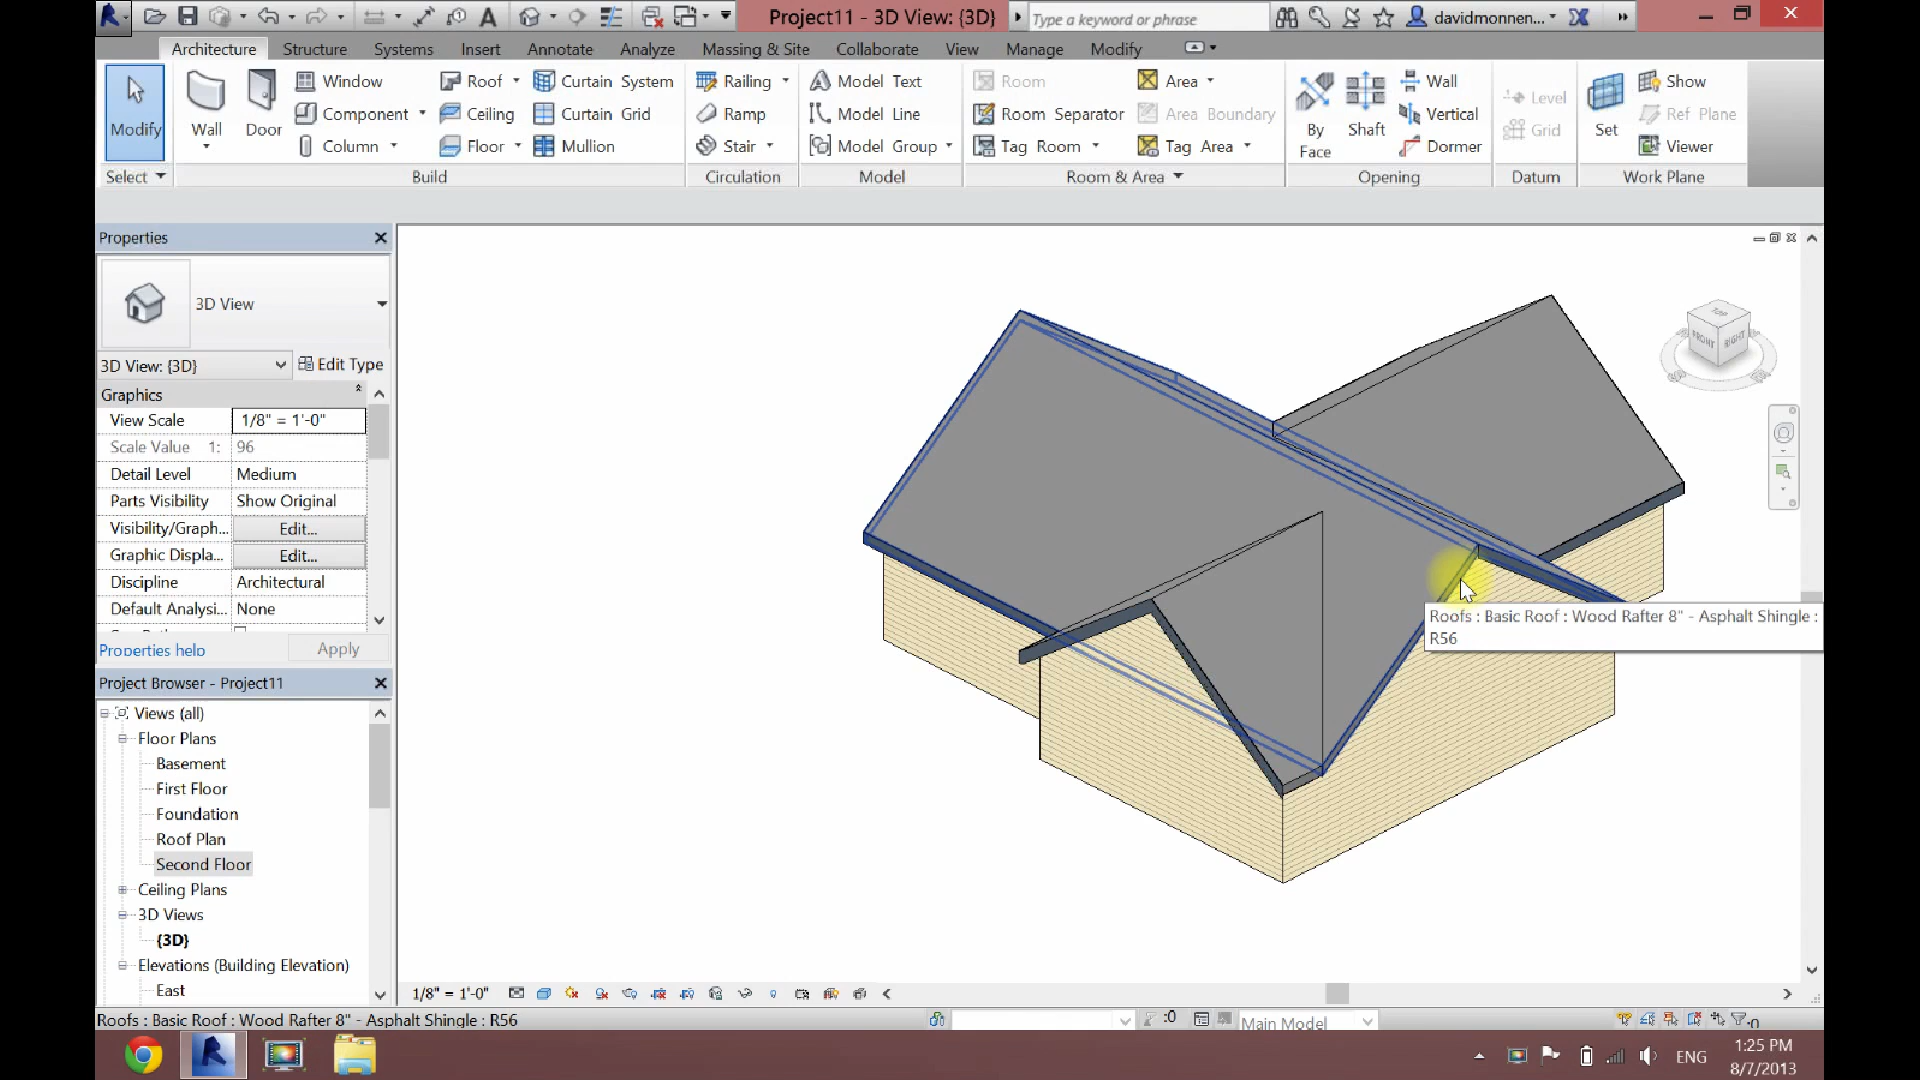 Project11 - 3D View: {3D}
Type a keyword or phrase
davidmonnen...
Architecture Structure Systems Insert Annotate Analyze Massing & Site Collaborate View Manage Modify
Modify
Wall
Door
Window
Component
Column
Roof
Ceiling
Floor
Curtain System
Curtain Grid
Mullion
Railing
Ramp
Stair
Model Text
Model Line
Model Group
Room
Room Separator
Tag Room
Area
Area Boundary
Tag Area
By
Face
Shaft
Wall
Vertical
Dormer
Level
Grid
Set
Show
Ref Plane
Viewer
Select Build Circulation Model Room & Area Opening Datum Work Plane
Properties
3D View
3D View: {3D} Edit Type
Graphics
View Scale 1/8" = 1'-0"
Scale Value 1: 96
Detail Level Medium
Parts Visibility Show Original
Visibility/Graph... Edit...
Graphic Displa... Edit...
Discipline Architectural
Default Analysi... None
Properties help Apply
Project Browser - Project11
Views (all)
Floor Plans
Basement
First Floor
Foundation
Roof Plan
Second Floor
Ceiling Plans
3D Views
{3D}
Elevations (Building Elevation)
East
TOP
FRONT
RIGHT
Roofs : Basic Roof : Wood Rafter 8" - Asphalt Shingle :
R56
1/8" = 1'-0"
Roofs : Basic Roof : Wood Rafter 8" - Asphalt Shingle : R56
:0
Main Model
:0
ENG
1:25 PM
8/7/2013